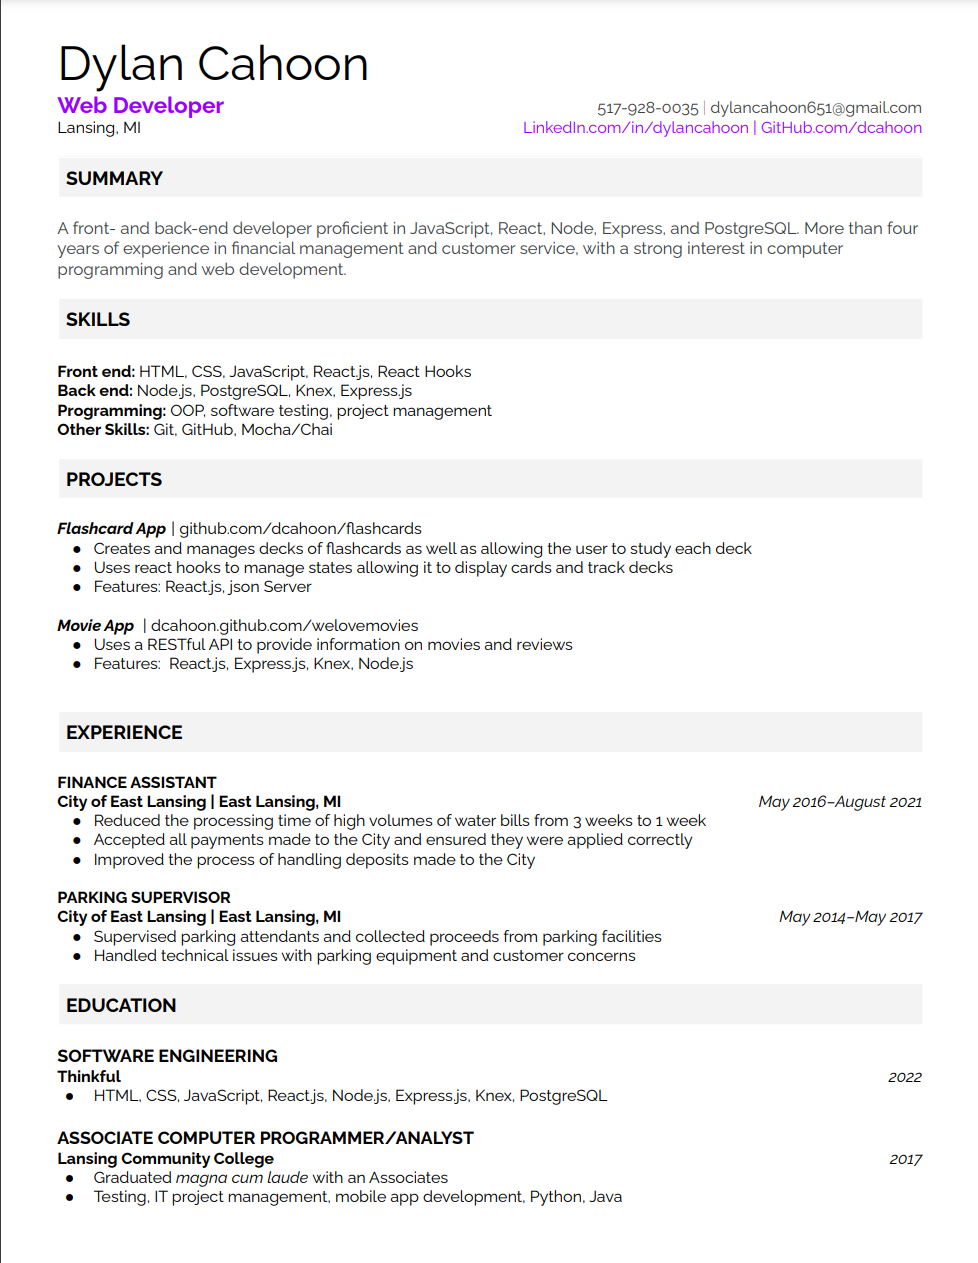 Dylan Cahoon
Web Developer
517-928-0035 | dylancahoon651@gmail.com
Lansing, MI
LinkedIn.com/in/dylancahoon | GitHub.com/dcahoon
SUMMARY
A front- and back-end developer proficient in JavaScript, React, Node, Express, and PostgreSQL. More than four
years of experience in financial management and customer service, with a strong interest in computer
programming and web development.
SKILLS
Front end: HTML, CSS, JavaScript, React.js, React Hooks
Back end: Node.js, PostgreSQL, Knex, Express.js
Programming: OOP, software testing, project management
Other Skills: Git, GitHub, Mocha/Chai
PROJECTS
Flashcard App | github.com/dcahoon/flashcards
● Creates and manages decks of flashcards as well as allowing the user to study each deck
● Uses react hooks to manage states allowing it to display cards and track decks
● Features: React.js, json Server
Movie App | dcahoon.github.com/welovemovies
● Uses a RESTful API to provide information on movies and reviews
● Features: React.js, Express.js, Knex, Node.js
EXPERIENCE
FINANCE ASSISTANT
City of East Lansing | East Lansing, MI May 2016–August 2021
● Reduced the processing time of high volumes of water bills from 3 weeks to 1 week
● Accepted all payments made to the City and ensured they were applied correctly
● Improved the process of handling deposits made to the City
PARKING SUPERVISOR
City of East Lansing | East Lansing, MI May 2014–May 2017
● Supervised parking attendants and collected proceeds from parking facilities
● Handled technical issues with parking equipment and customer concerns
EDUCATION
SOFTWARE ENGINEERING
Thinkful 2022
● HTML, CSS, JavaScript, React.js, Node.js, Express.js, Knex, PostgreSQL
ASSOCIATE COMPUTER PROGRAMMER/ANALYST
Lansing Community College 2017
● Graduated magna cum laude with an Associates
● Testing, IT project management, mobile app development, Python, Java